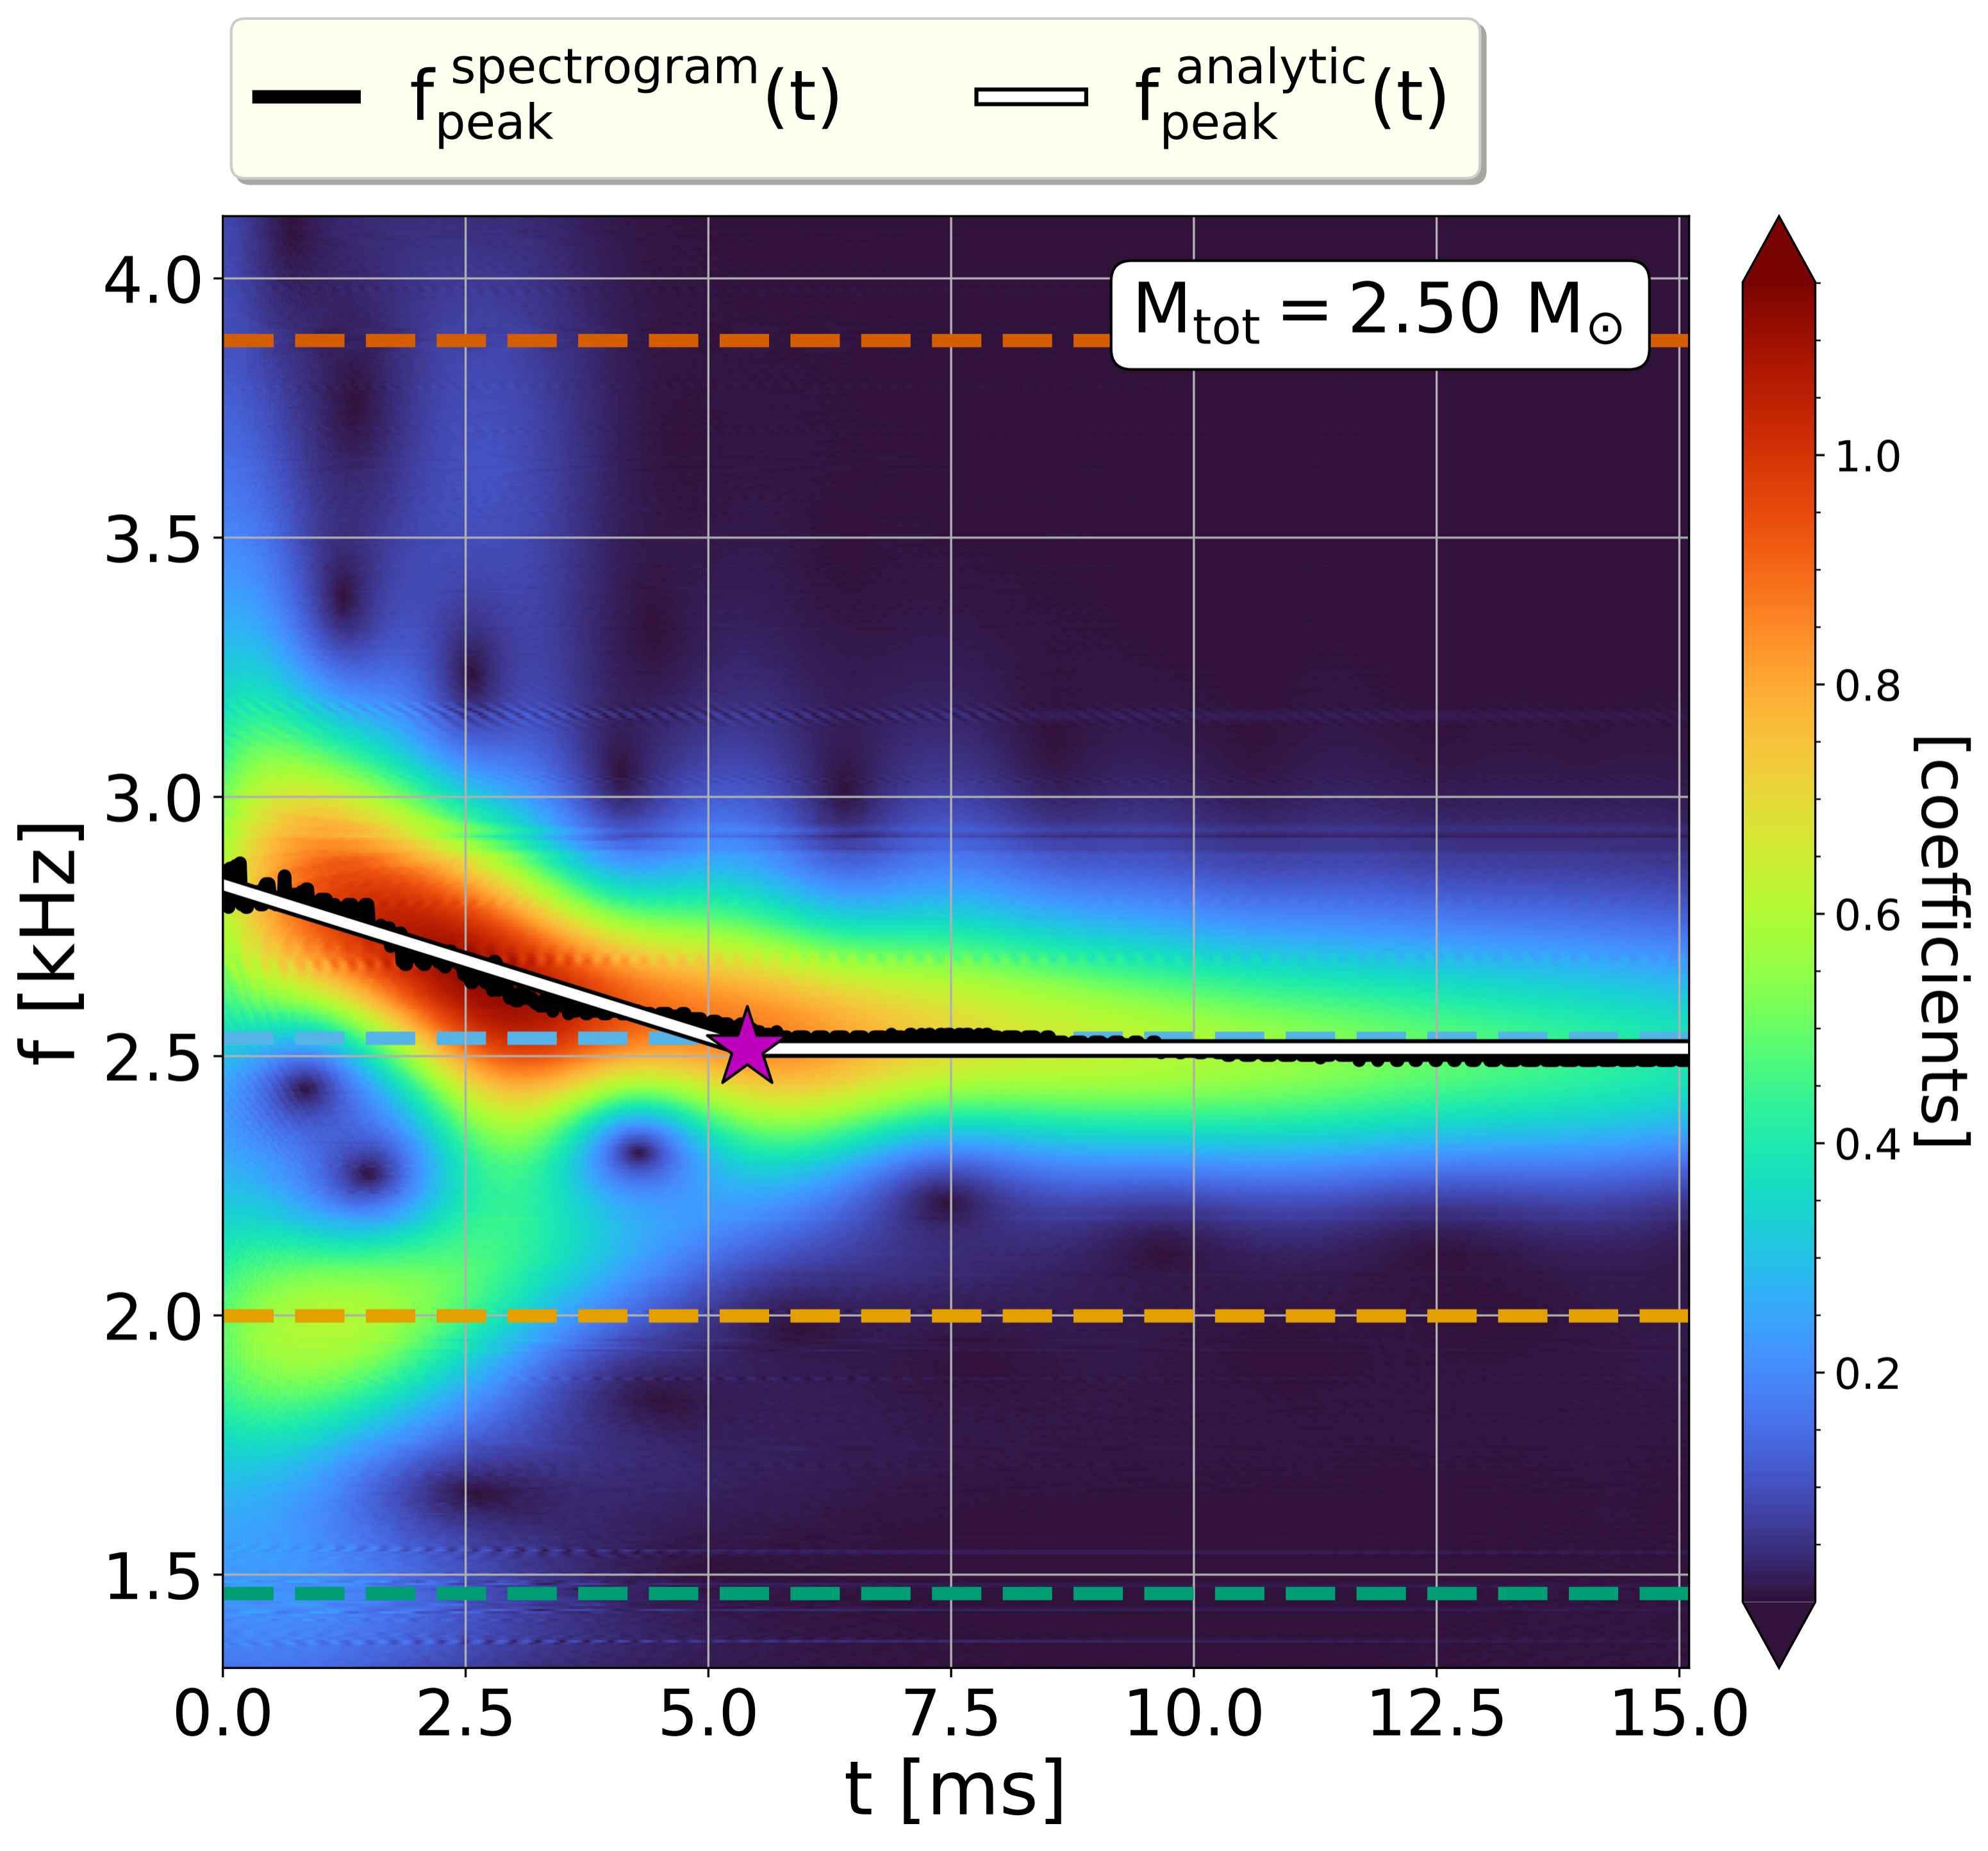 f_peak^spectrogram(t) f_peak^analytic(t)
M_tot = 2.50 M_⊙
4.0
3.5
3.0
2.5
2.0
1.5
f [kHz]
0.0 2.5 5.0 7.5 10.0 12.5 15.0
t [ms]
1.0
0.8
0.6
0.4
0.2
[coefficients]